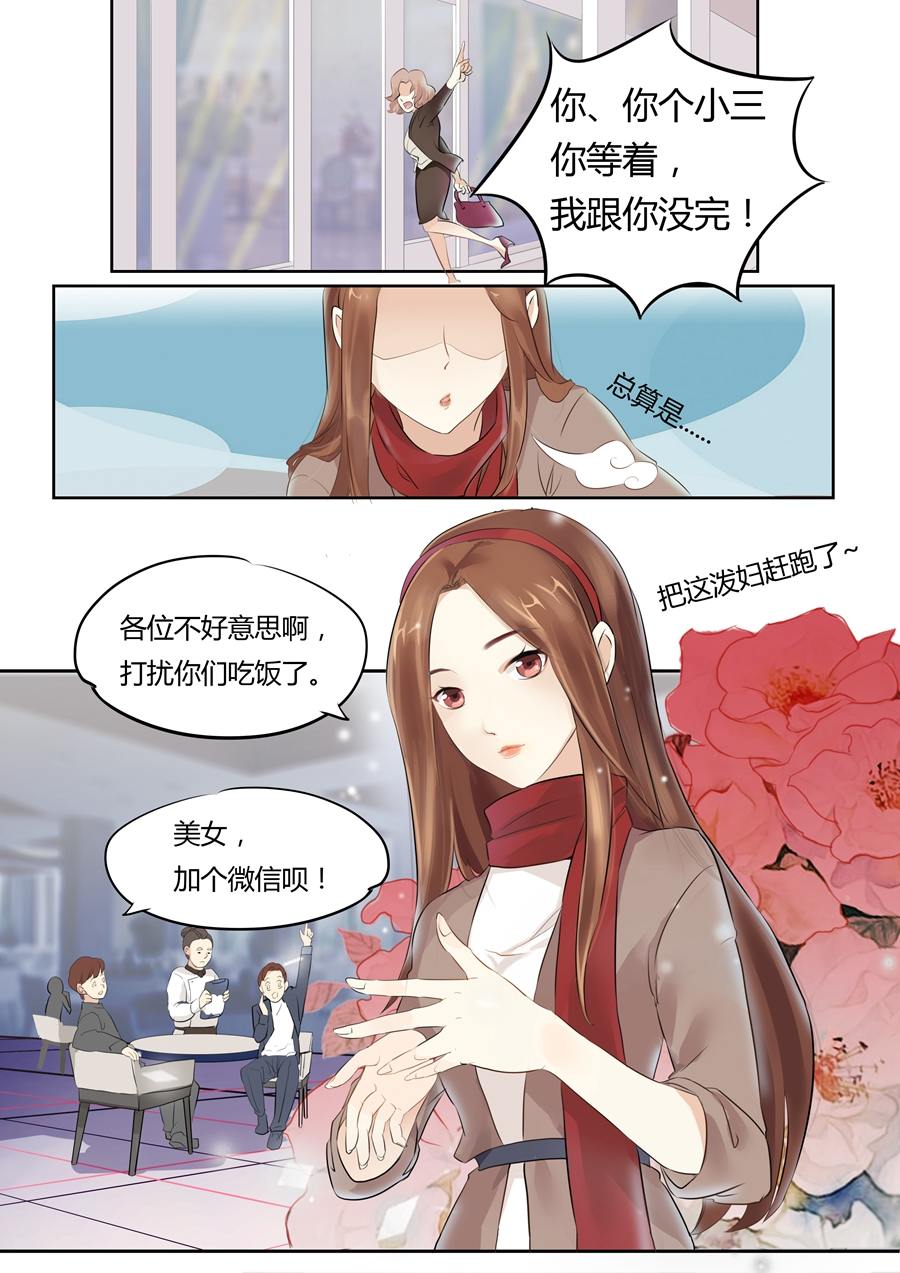 你、你个小三
你等着，
我跟你没完！
总算是……
把这泼妇赶跑了~
各位不好意思啊，
打扰你们吃饭了。
美女，
加个微信呗！